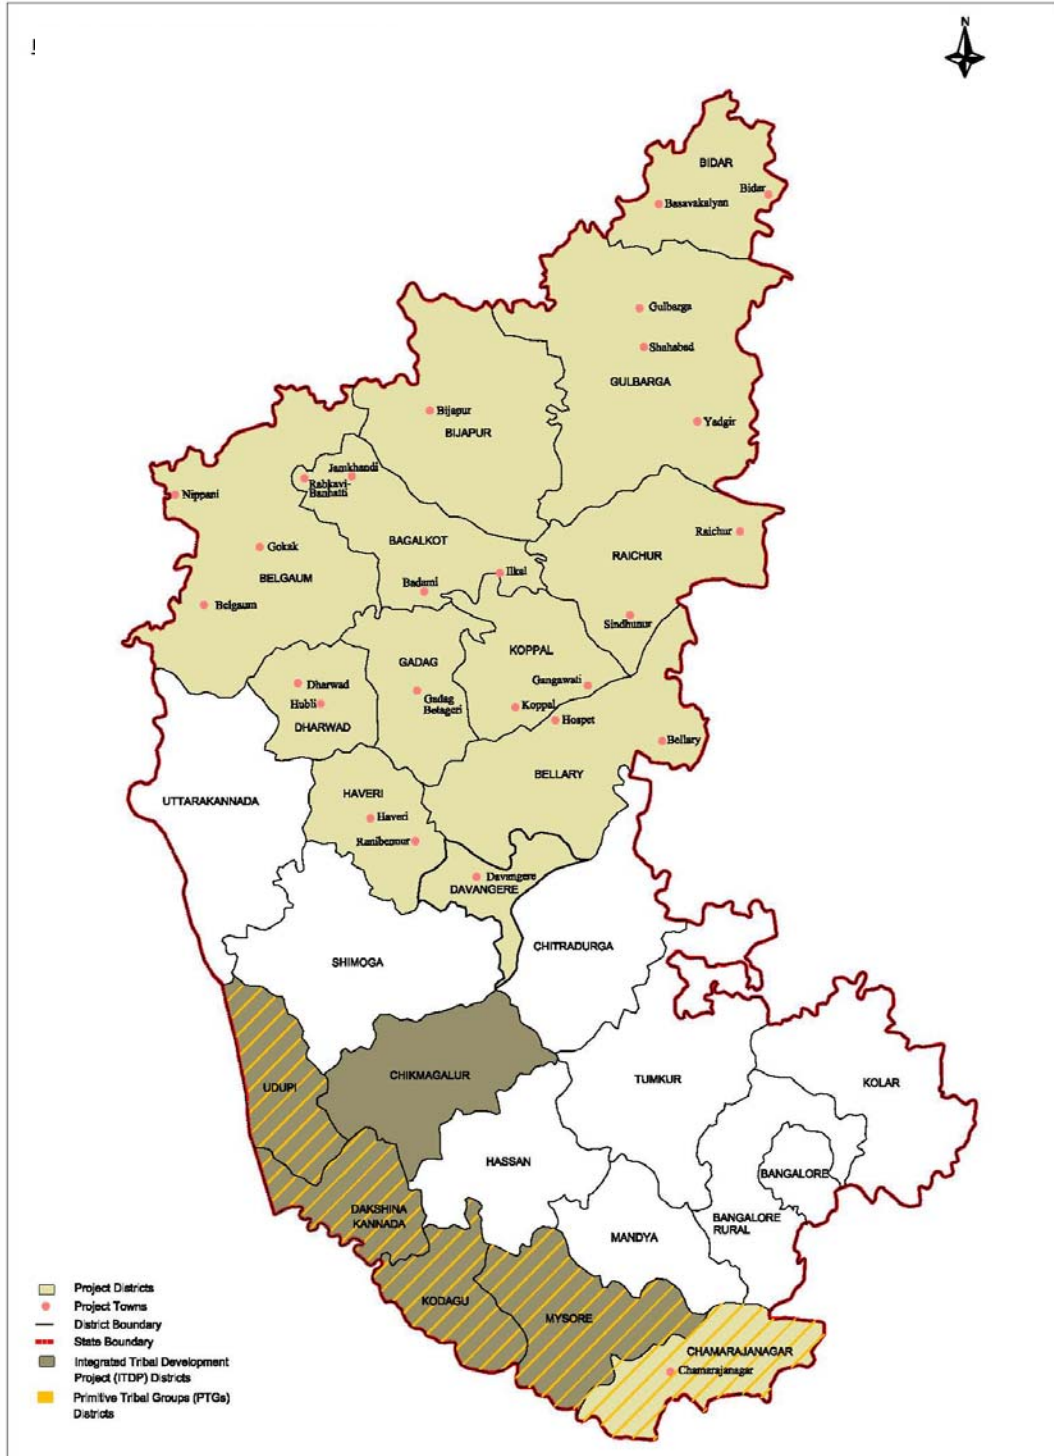 N
BIDAR
Bidar
Basavakalyan
Gulbarga
Shahabad
GULBARGA
Yadgir
Bijapur
BIJAPUR
Jamkhandi
Rabkavi-
Banhatti
Nippani
Raichur
BAGALKOT
RAICHUR
Gokak
BELGAUM
Ilkal
Badami
Belgaum
Sindhunur
KOPPAL
GADAG
Gangawati
Dharwad
Gadag
Betageri
Hubli
Koppal
Hospet
DHARWAD
Bellary
BELLARY
HAVERI
UTTARAKANNADA
Haveri
Ranibennur
Davangere
DAVANGERE
CHITRADURGA
SHIMOGA
CHIKMAGALUR
TUMKUR
KOLAR
UDUPI
HASSAN
BANGALORE
DAKSHINA
KANNADA
BANGALORE
RURAL
MANDYA
KODAGU
MYSORE
CHAMARAJANAGAR
Chamarajanagar
Project Districts
Project Towns
District Boundary
State Boundary
Integrated Tribal Development
Project (ITDP) Districts
Primitive Tribal Groups (PTGs)
Districts